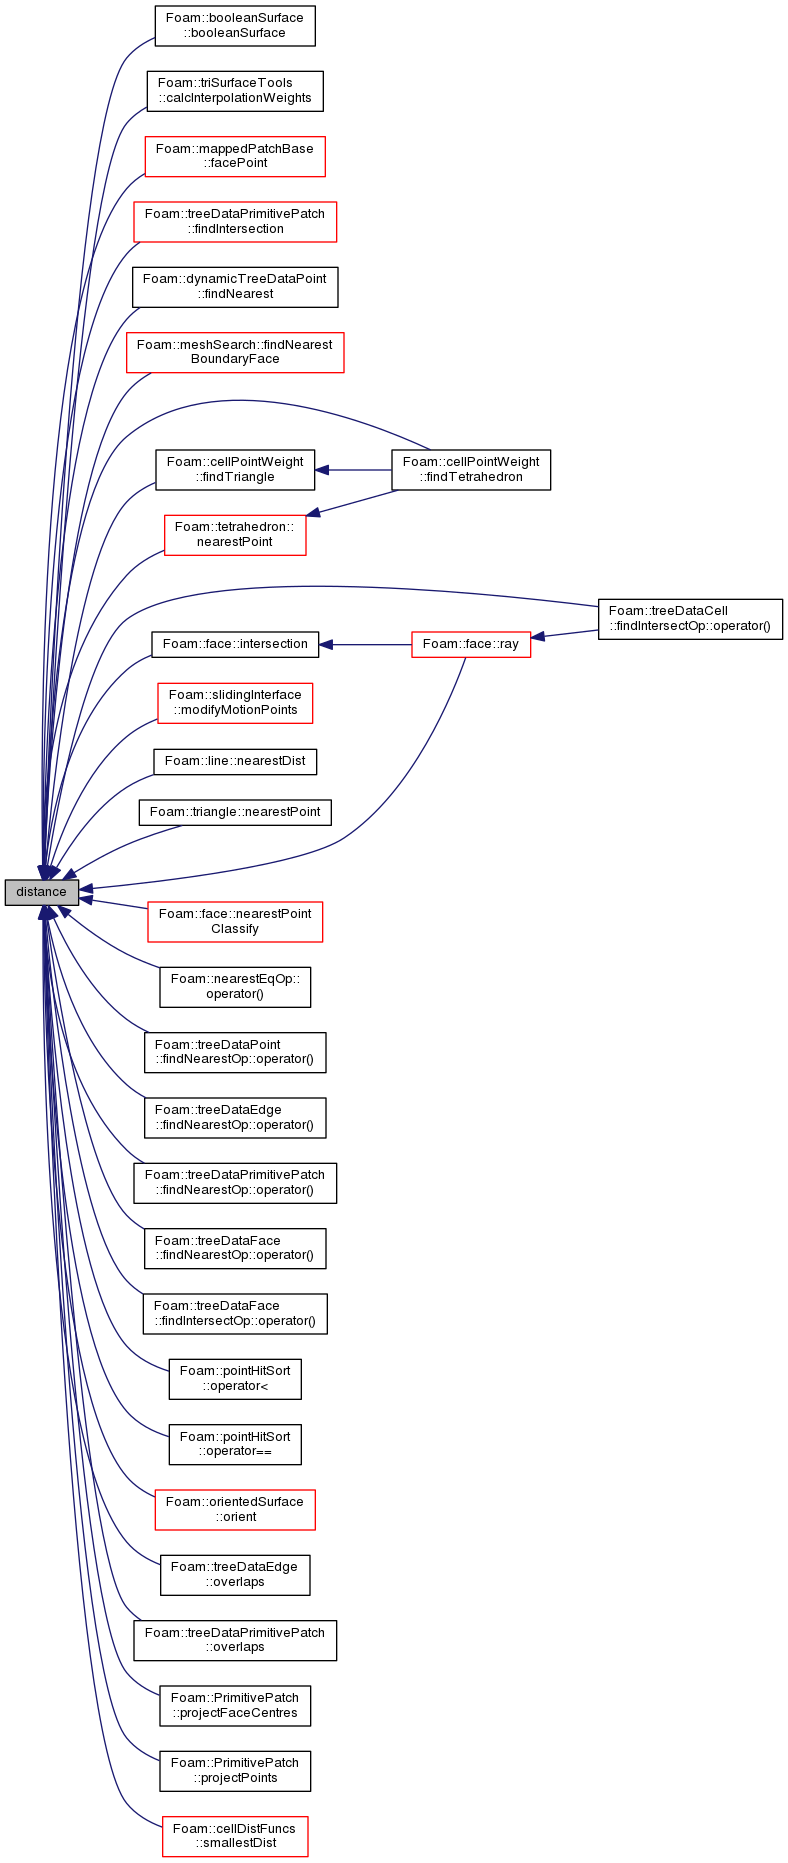 Foam::booleanSurface
::booleanSurface
Foam::triSurfaceTools
::calcInterpolationWeights
Foam::mappedPatchBase
::facePoint
Foam::treeDataPrimitivePatch
::findIntersection
Foam::dynamicTreeDataPoint
::findNearest
Foam::meshSearch::findNearest
BoundaryFace
Foam::cellPointWeight
::findTriangle
Foam::cellPointWeight
::findTetrahedron
Foam::tetrahedron::
nearestPoint
Foam::treeDataCell
::findIntersectOp::operator()
Foam::face::intersection
Foam::face::ray
Foam::slidingInterface
::modifyMotionPoints
Foam::line::nearestDist
Foam::triangle::nearestPoint
distance
Foam::face::nearestPoint
Classify
Foam::nearestEqOp::
operator()
Foam::treeDataPoint
::findNearestOp::operator()
Foam::treeDataEdge
::findNearestOp::operator()
Foam::treeDataPrimitivePatch
::findNearestOp::operator()
Foam::treeDataFace
::findNearestOp::operator()
Foam::treeDataFace
::findIntersectOp::operator()
Foam::pointHitSort
::operator<
Foam::pointHitSort
::operator==
Foam::orientedSurface
::orient
Foam::treeDataEdge
::overlaps
Foam::treeDataPrimitivePatch
::overlaps
Foam::PrimitivePatch
::projectFaceCentres
Foam::PrimitivePatch
::projectPoints
Foam::cellDistFuncs
::smallestDist